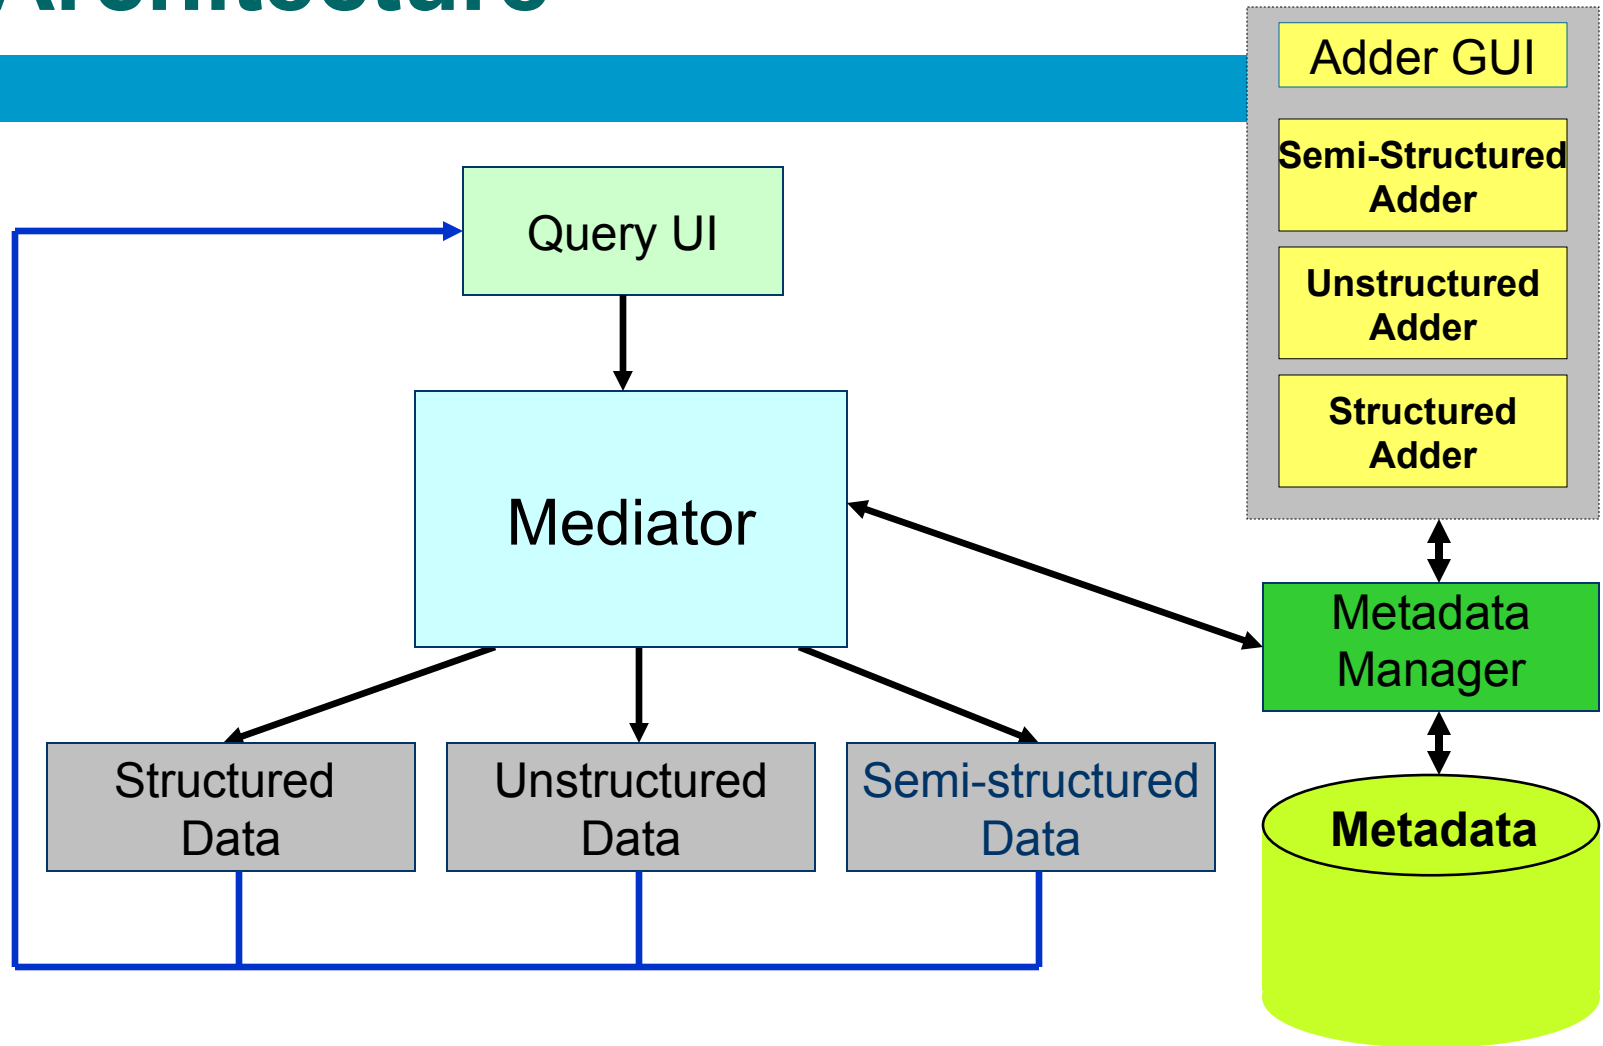 Architecture
Adder GUI
Semi-Structured
Adder
Unstructured
Adder
Structured
Adder
Query UI
Mediator
Metadata
Manager
Structured
Data
Unstructured
Data
Semi-structured
Data
Metadata